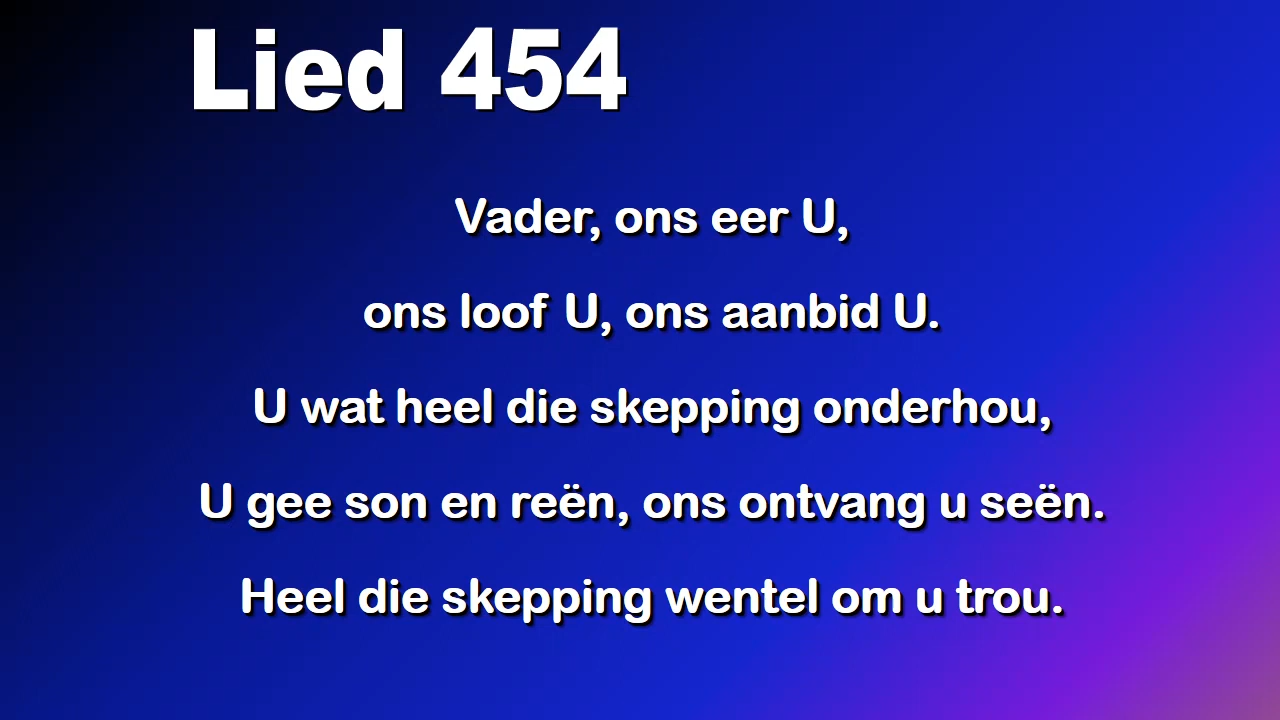 Lied 454
Vader, ons eer U,
ons loof U, ons aanbid U.
U wat heel die skepping onderhou,
U gee son en reën, ons ontvang u seën.
Heel die skepping wentel om u trou.